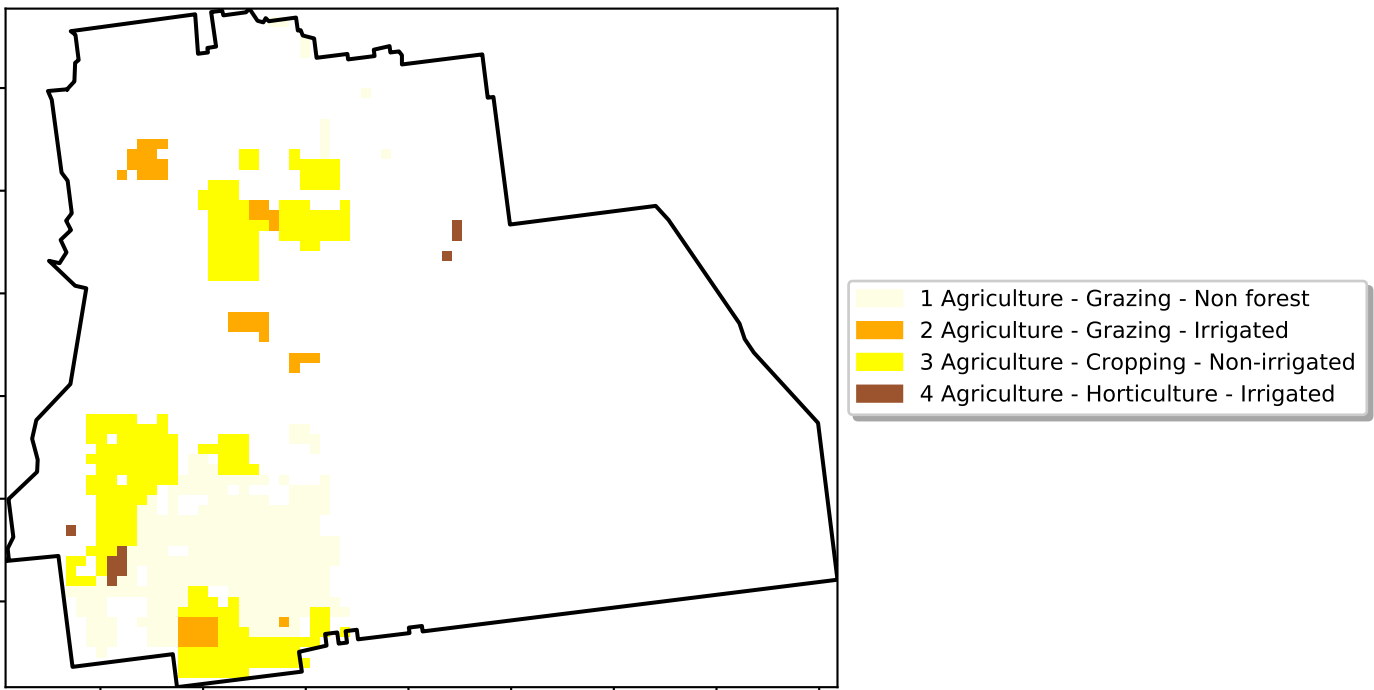 1 Agriculture - Grazing - Non forest
2 Agriculture - Grazing - Irrigated
3 Agriculture - Cropping - Non-irrigated
4 Agriculture - Horticulture - Irrigated